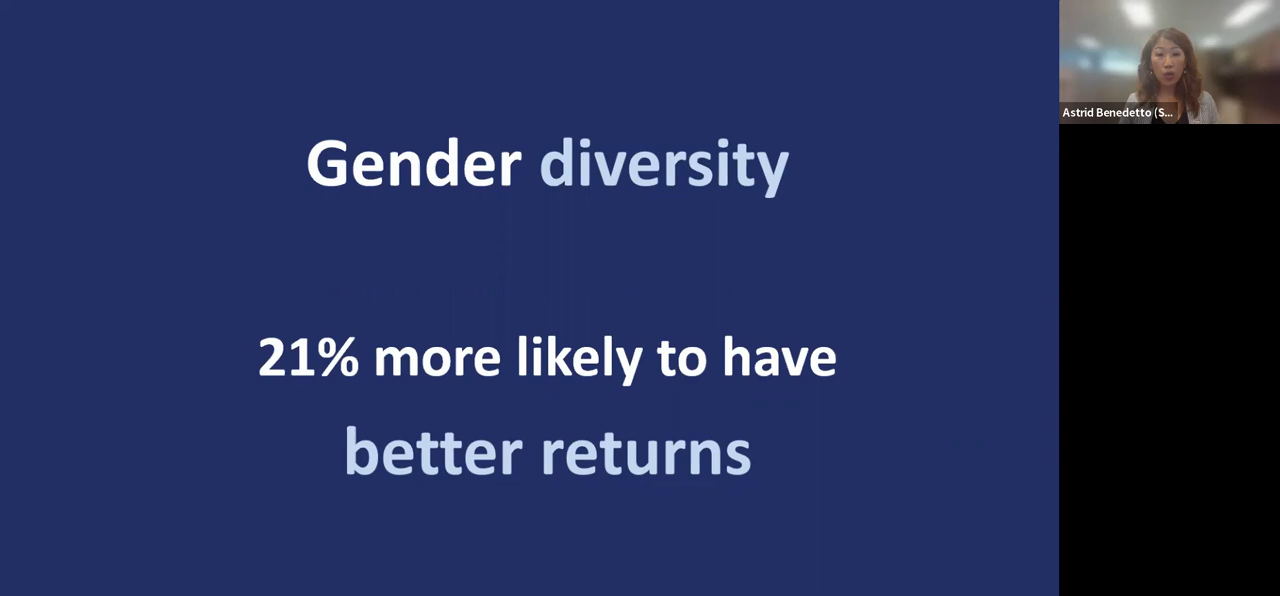 Gender diversity
21% more likely to have
better returns
Astrid Benedetto (S...